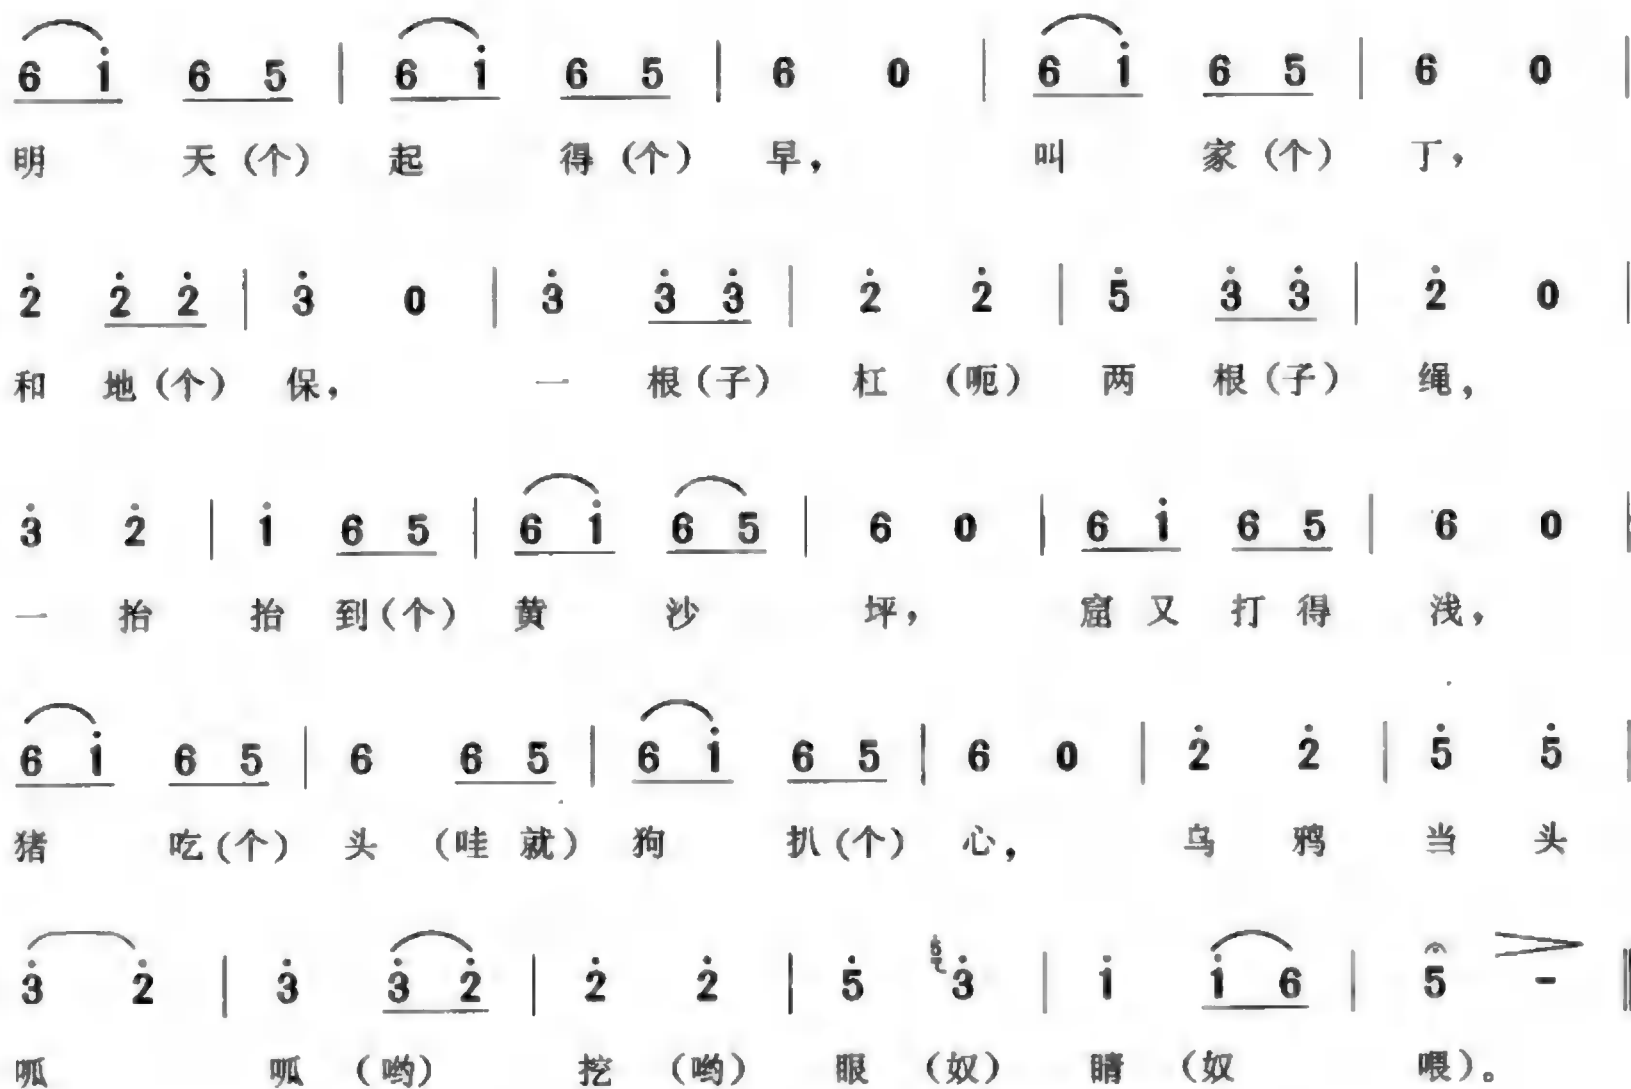 6 i 6 5 | 6 i 6 5 | 6 0 | 6 i 6 5 | 6 0 |
明 天(个) 起 得(个) 早, 叫 家(个) 丁,
2̇ 2̇ 2̇ | 3̇ 0 | 3̇ 3̇ 3̇ | 2̇ 2̇ | 5̇ 3̇ 3̇ | 2̇ 0 |
和 地(个) 保, 一 根(子) 杠 (呃) 两 根(子) 绳,
3̇ 2̇ | i 6 5 | 6 i 6 5 | 6 0 | 6 i 6 5 | 6 0 |
一 抬 抬 到(个) 黄 沙 坪, 窟 又 打 得 浅,
6 i 6 5 | 6 6 5 | 6 i 6 5 | 6 0 | 2̇ 2̇ | 5̇ 5̇ |
猪 吃(个) 头 (哇 就) 狗 扒(个) 心, 乌 鸦 当 头
3̇ 2̇ | 3̇ 3̇ 2̇ | 2̇ 2̇ | 5̇ 3̇ | i i 6 | 5̇ - ‖
呱 呱 (哟) 挖 (哟) 眼 (奴) 睛 (奴 喂)。